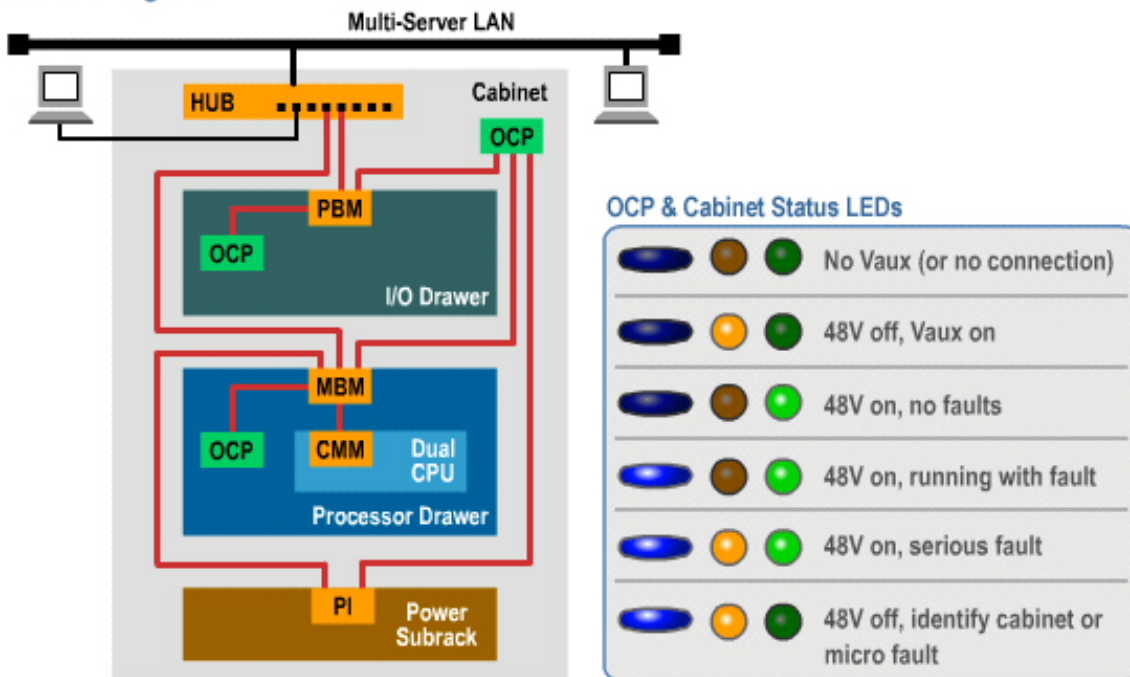 Multi-Server LAN
HUB
Cabinet
OCP
PBM
OCP
I/O Drawer
MBM
OCP
CMM
Dual
CPU
Processor Drawer
PI
Power
Subrack
OCP & Cabinet Status LEDs
No Vaux (or no connection)
48V off, Vaux on
48V on, no faults
48V on, running with fault
48V on, serious fault
48V off, identify cabinet or
micro fault